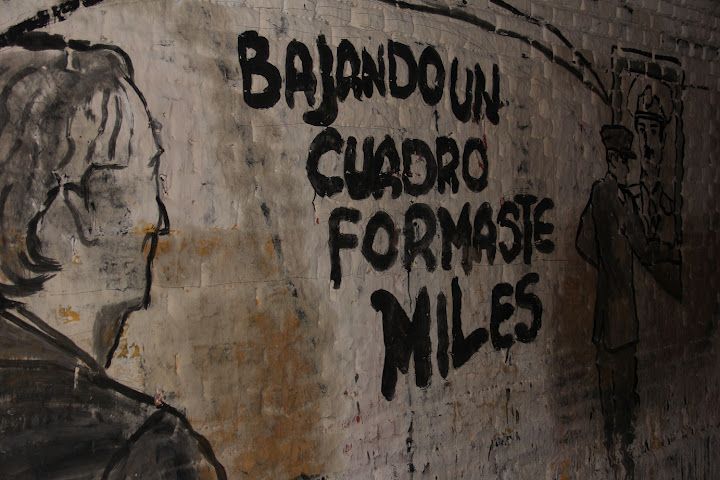 BAJANDO UN
CUADRO
FORMASTE
MILES